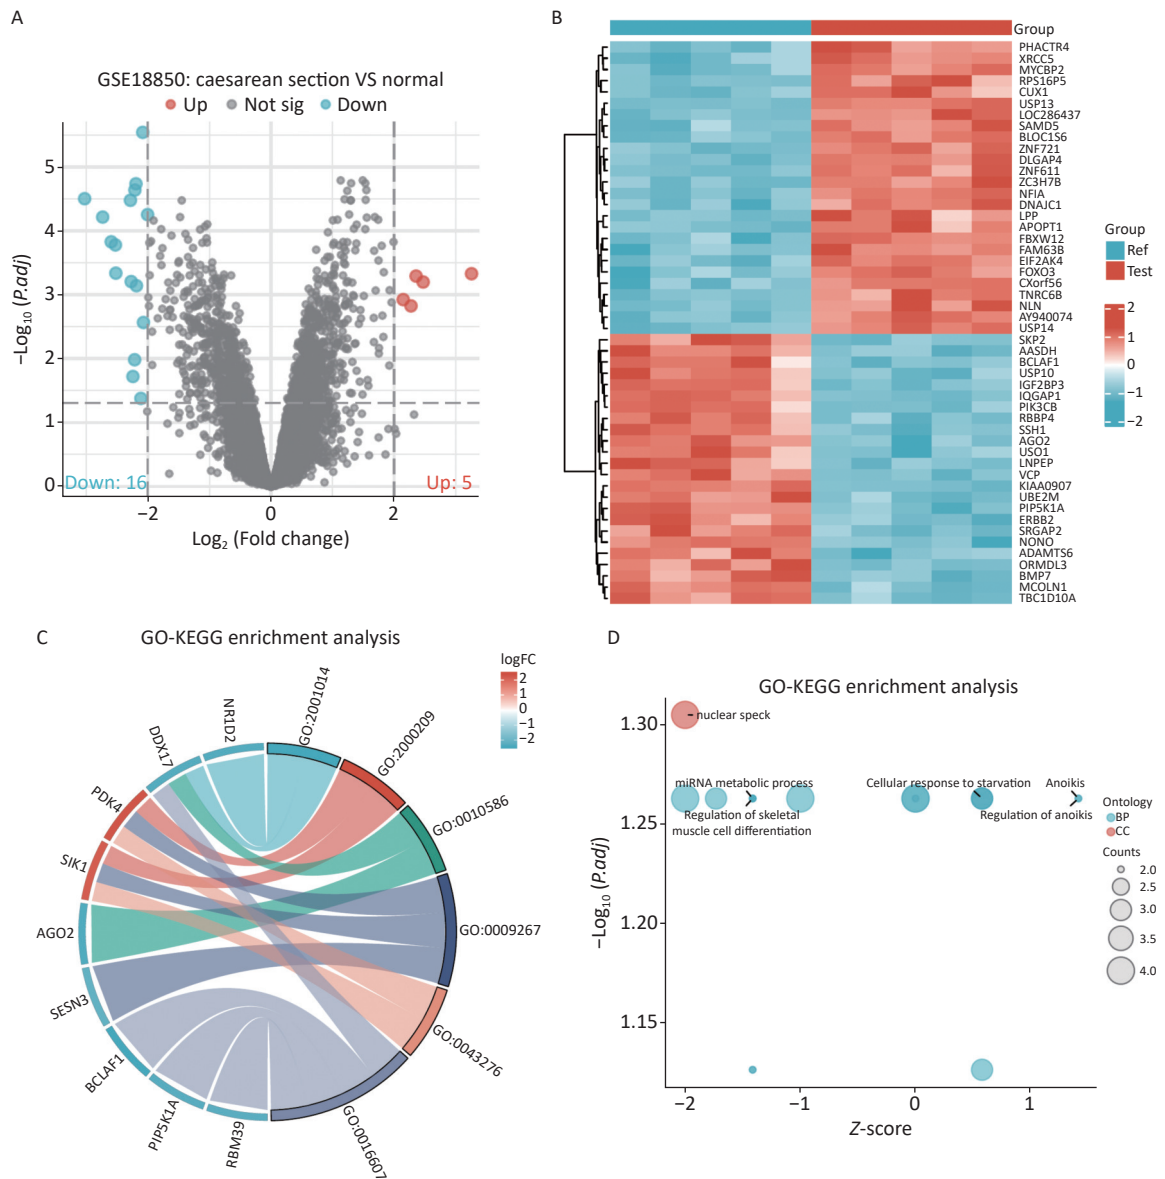 A
GSE18850: caesarean section VS normal
Up Not sig Down
−Log10 (P.adj)
5
4
3
2
1
0
Down: 16
Up: 5
−2
0
2
Log2 (Fold change)
B
Group
PHACTR4
XRCC5
MYCBP2
RPS16P5
CUX1
USP13
LOC286437
SAMD5
BLOC1S6
ZNF721
DLGAP4
ZNF611
ZC3H7B
NFIA
DNAJC1
LPP
APOPT1
FBXW12
FAM63B
EIF2AK4
FOXO3
CXorf56
TNRC6B
NLN
AY940074
USP14
SKP2
AASDH
BCLAF1
USP10
IGF2BP3
IQGAP1
PIK3CB
RBBP4
SSH1
AGO2
USO1
LNPEP
VCP
KIAA0907
UBE2M
PIP5K1A
ERBB2
SRGAP2
NONO
ADAMTS6
ORMDL3
BMP7
MCOLN1
TBC1D10A
Group
Ref
Test
2
1
0
−1
−2
C
GO-KEGG enrichment analysis
logFC
2
1
0
−1
−2
GO:2001014
GO:2000209
GO:0010586
GO:0009267
GO:0043276
GO:0016607
NR1D2
DDX17
PDK4
SIK1
AGO2
SESN3
BCLAF1
PIP5K1A
RBM39
D
GO-KEGG enrichment analysis
−Log10 (P.adj)
1.30
1.25
1.20
1.15
nuclear speck
miRNA metabolic process
Regulation of skeletal
muscle cell differentiation
Cellular response to starvation
Anoikis
Regulation of anoikis
−2
−1
0
1
Z-score
Ontology
BP
CC
Counts
2.0
2.5
3.0
3.5
4.0